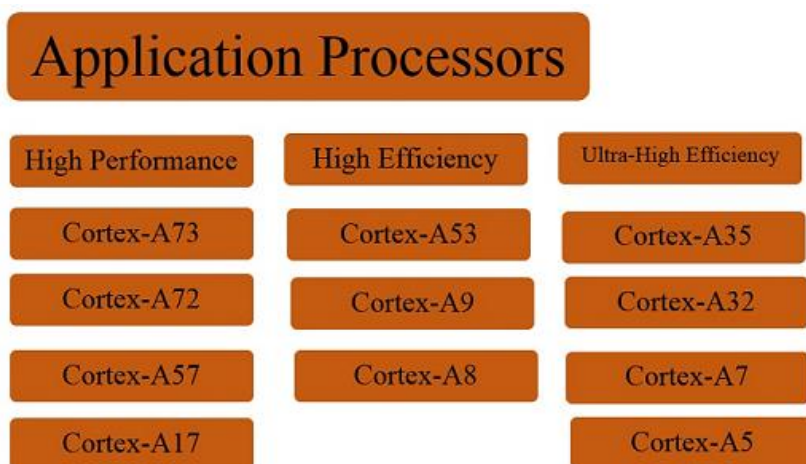 Application Processors
High Performance
High Efficiency
Ultra-High Efficiency
Cortex-A73
Cortex-A53
Cortex-A35
Cortex-A72
Cortex-A9
Cortex-A32
Cortex-A57
Cortex-A8
Cortex-A7
Cortex-A17
Cortex-A5